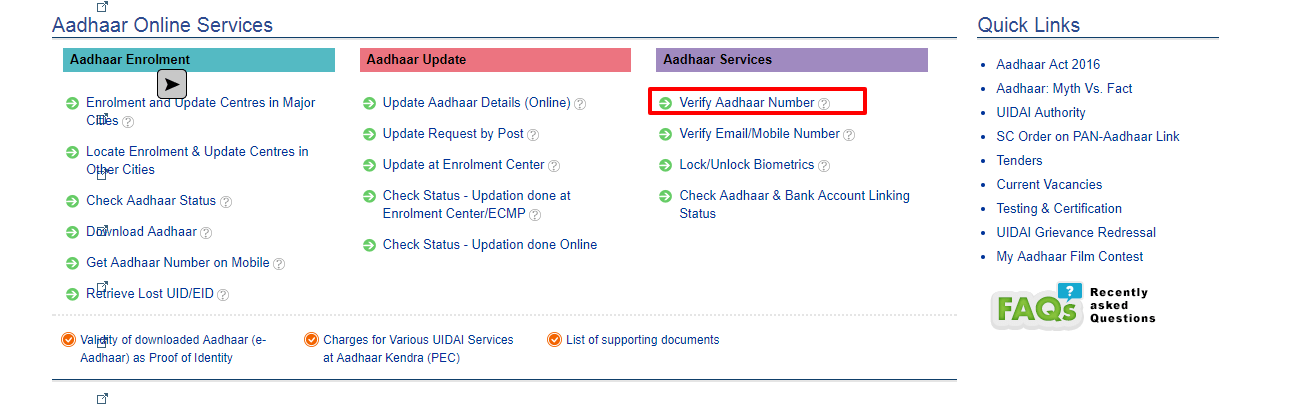 Aadhaar Online Services
Aadhaar Enrolment
Enrolment and Update Centres in Major
Cities ?
Locate Enrolment & Update Centres in
Other Cities
Check Aadhaar Status ?
Download Aadhaar ?
Get Aadhaar Number on Mobile ?
Retrieve Lost UID/EID ?
Aadhaar Update
Update Aadhaar Details (Online) ?
Update Request by Post ?
Update at Enrolment Center ?
Check Status - Updation done at
Enrolment Center/ECMP ?
Check Status - Updation done Online
Aadhaar Services
Verify Aadhaar Number ?
Verify Email/Mobile Number ?
Lock/Unlock Biometrics ?
Check Aadhaar & Bank Account Linking
Status
Validity of downloaded Aadhaar (e-
Aadhaar) as Proof of Identity
Charges for Various UIDAI Services
at Aadhaar Kendra (PEC)
List of supporting documents
Quick Links
Aadhaar Act 2016
Aadhaar: Myth Vs. Fact
UIDAI Authority
SC Order on PAN-Aadhaar Link
Tenders
Current Vacancies
Testing & Certification
UIDAI Grievance Redressal
My Aadhaar Film Contest
?
FAQs
Recently
asked
Questions